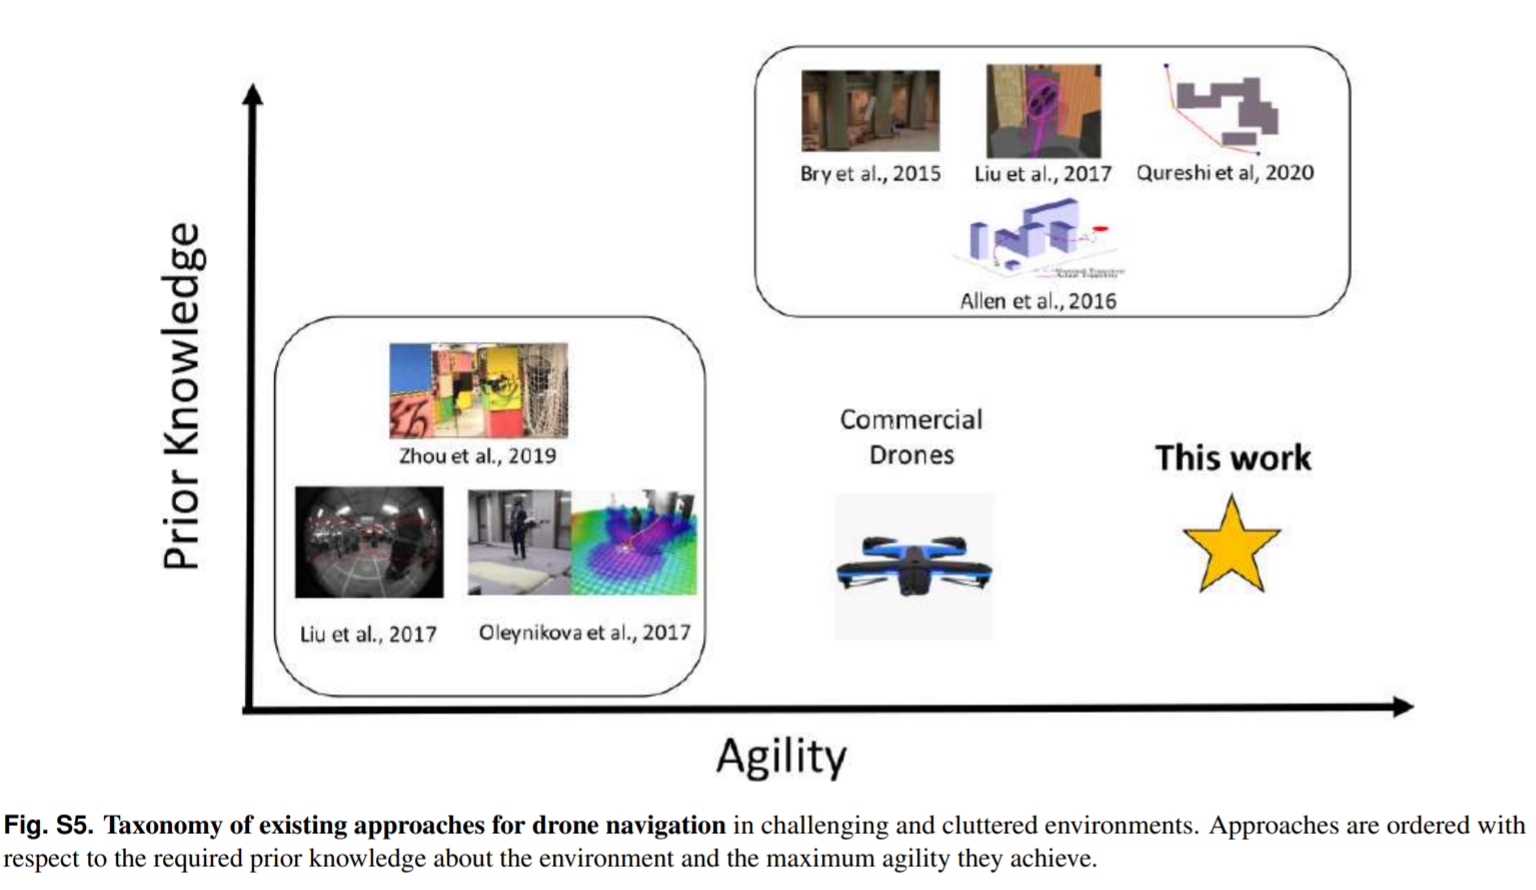 Prior Knowledge
Bry et al., 2015
Liu et al., 2017
Qureshi et al, 2020
Allen et al., 2016
Zhou et al., 2019
Liu et al., 2017
Oleynikova et al., 2017
Commercial
Drones
This work
Agility
Fig. S5. Taxonomy of existing approaches for drone navigation in challenging and cluttered environments. Approaches are ordered with
respect to the required prior knowledge about the environment and the maximum agility they achieve.